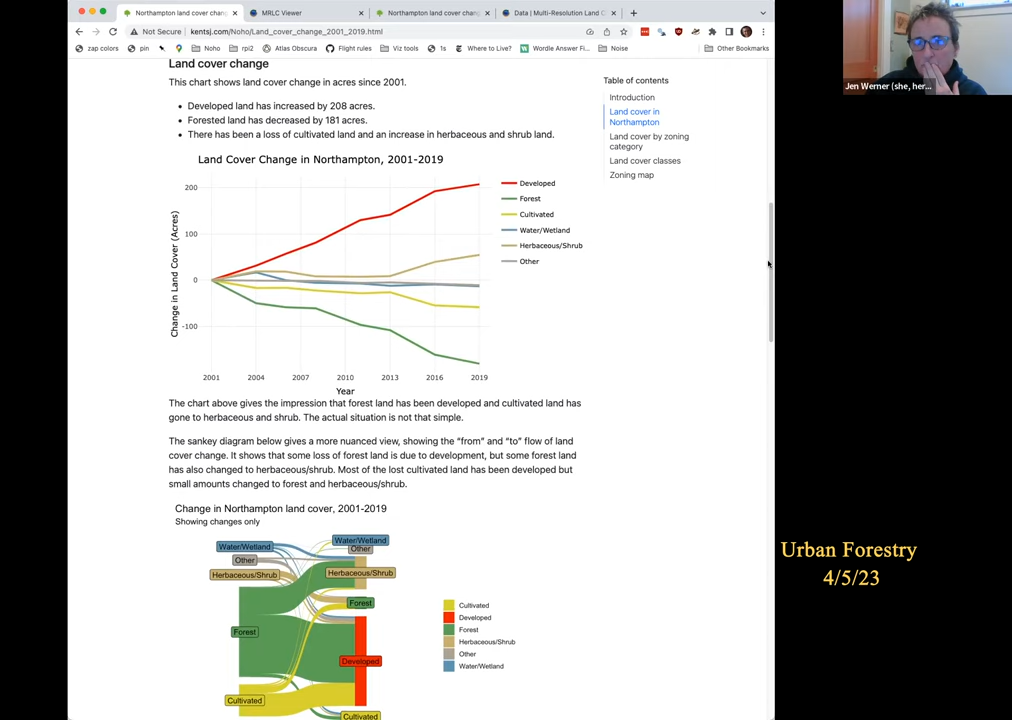 Northampton land cover chan
MRLC Viewer
Northampton land cover chan
Data | Multi-Resolution Land C
Not Secure | kentsj.com/Noho/Land_cover_change_2001_2019.html
zap colors
pin
Noho
rpi2
Atlas Obscura
Flight rules
Viz tools
1s
Where to Live?
Wordle Answer Fi...
Noise
Other Bookmarks
Jen Werner (she, her...
Land cover change
This chart shows land cover change in acres since 2001.
• Developed land has increased by 208 acres.
• Forested land has decreased by 181 acres.
• There has been a loss of cultivated land and an increase in herbaceous and shrub land.
Table of contents
Introduction
Land cover in
Northampton
Land cover by zoning
category
Land cover classes
Zoning map
Land Cover Change in Northampton, 2001-2019
Change in Land Cover (Acres)
200
100
0
-100
2001
2004
2007
2010
2013
2016
2019
Year
Developed
Forest
Cultivated
Water/Wetland
Herbaceous/Shrub
Other
The chart above gives the impression that forest land has been developed and cultivated land has
gone to herbaceous and shrub. The actual situation is not that simple.
The sankey diagram below gives a more nuanced view, showing the “from” and “to” flow of land
cover change. It shows that some loss of forest land is due to development, but some forest land
has also changed to herbaceous/shrub. Most of the lost cultivated land has been developed but
small amounts changed to forest and herbaceous/shrub.
Change in Northampton land cover, 2001-2019
Showing changes only
Water/Wetland
Other
Herbaceous/Shrub
Forest
Cultivated
Water/Wetland
Other
Herbaceous/Shrub
Forest
Developed
Cultivated
Cultivated
Developed
Forest
Herbaceous/Shrub
Other
Water/Wetland
Urban Forestry
4/5/23